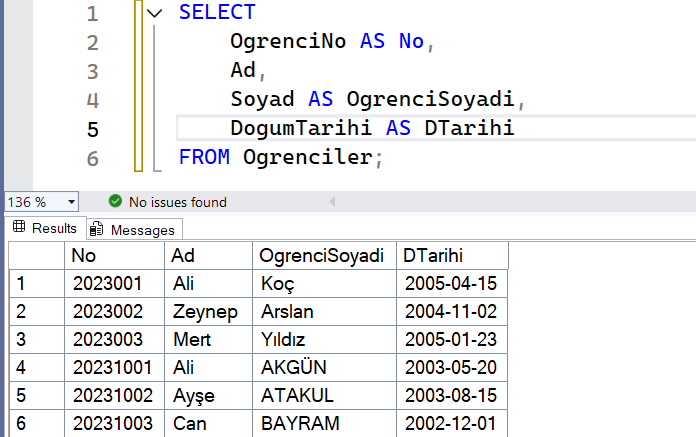 1 SELECT
2 OgrenciNo AS No,
3 Ad,
4 Soyad AS OgrenciSoyadi,
5 DogumTarihi AS DTarihi
6 FROM Ogrenciler;
136 % No issues found
Results Messages
No Ad OgrenciSoyadi DTarihi
1 2023001 Ali Koç 2005-04-15
2 2023002 Zeynep Arslan 2004-11-02
3 2023003 Mert Yıldız 2005-01-23
4 20231001 Ali AKGÜN 2003-05-20
5 20231002 Ayşe ATAKUL 2003-08-15
6 20231003 Can BAYRAM 2002-12-01